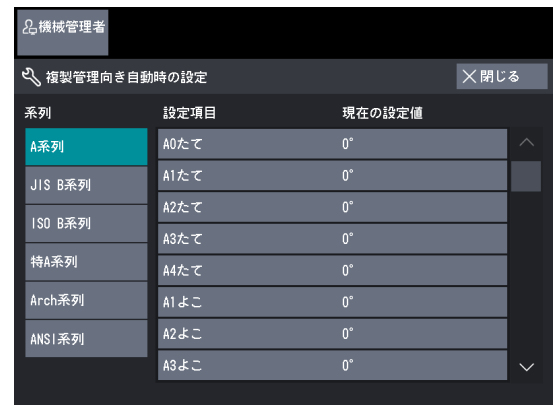 機械管理者
複製管理向き自動時の設定
閉じる
系列
設定項目
現在の設定値
A系列
JIS B系列
ISO B系列
特A系列
Arch系列
ANSI系列
A0たて 0°
A1たて 0°
A2たて 0°
A3たて 0°
A4たて 0°
A1よこ 0°
A2よこ 0°
A3よこ 0°